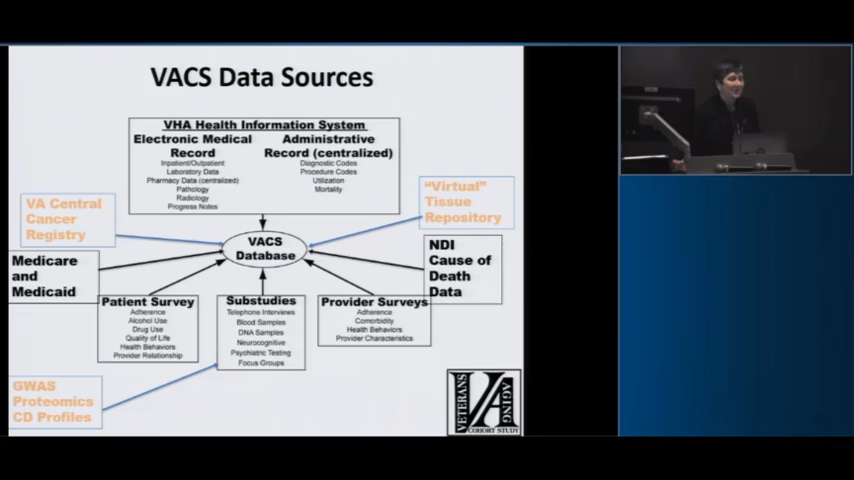 VACS Data Sources
VHA Health Information System
Electronic Medical
Record
Inpatient/Outpatient
Laboratory Data
Pharmacy Data (centralized)
Pathology
Radiology
Progress Notes
Administrative
Record (centralized)
Diagnostic Codes
Procedure Codes
Utilization
Mortality
VA Central
Cancer
Registry
"Virtual"
Tissue
Repository
VACS
Database
Medicare
and
Medicaid
NDI
Cause of
Death
Data
Patient Survey
Adherence
Alcohol Use
Drug Use
Quality of Life
Health Behaviors
Provider Relationship
Substudies
Telephone Interviews
Blood Samples
DNA Samples
Neurocognitive
Psychiatric Testing
Focus Groups
Provider Surveys
Adherence
Comorbidity
Health Behaviors
Provider Characteristics
GWAS
Proteomics
CD Profiles
VETERANS
VA
AGING
COHORT STUDY